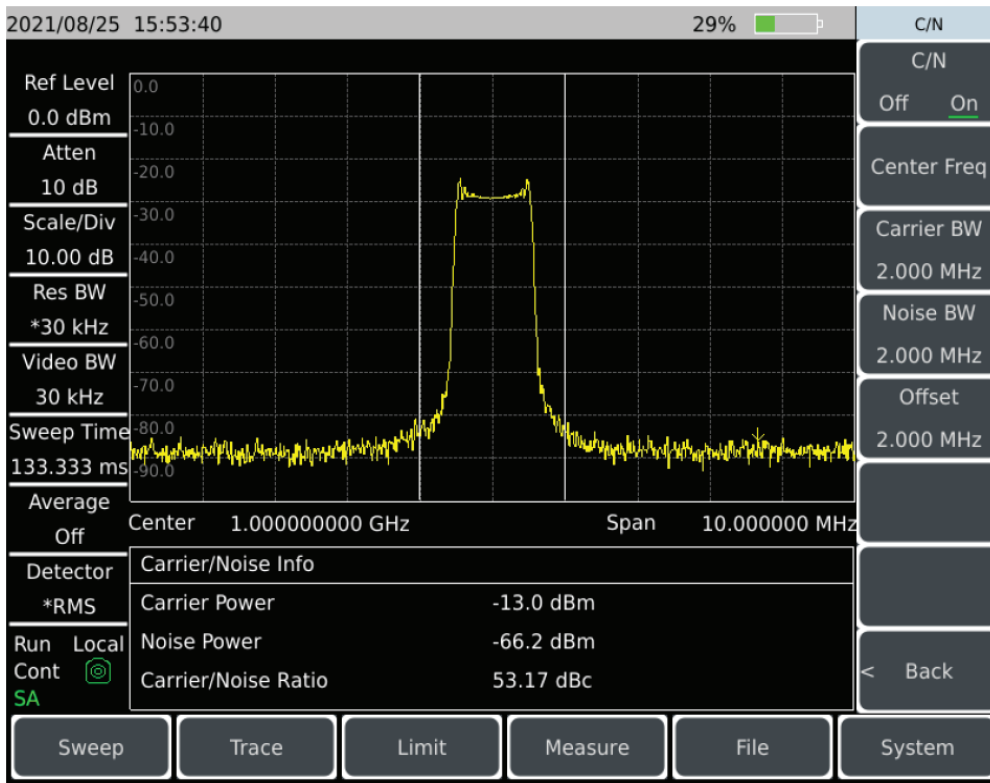 2021/08/25 15:53:40 29% C/N
Ref Level
0.0 dBm
Atten
10 dB
Scale/Div
10.00 dB
Res BW
*30 kHz
Video BW
30 kHz
Sweep Time
133.333 ms
Average
Off
Detector
*RMS
Run Local
Cont
SA
0.0
-10.0
-20.0
-30.0
-40.0
-50.0
-60.0
-70.0
-80.0
-90.0
Center 1.000000000 GHz Span 10.000000 MHz
Carrier/Noise Info
Carrier Power -13.0 dBm
Noise Power -66.2 dBm
Carrier/Noise Ratio 53.17 dBc
C/N
Off On
Center Freq
Carrier BW
2.000 MHz
Noise BW
2.000 MHz
Offset
2.000 MHz
< Back
Sweep Trace Limit Measure File System